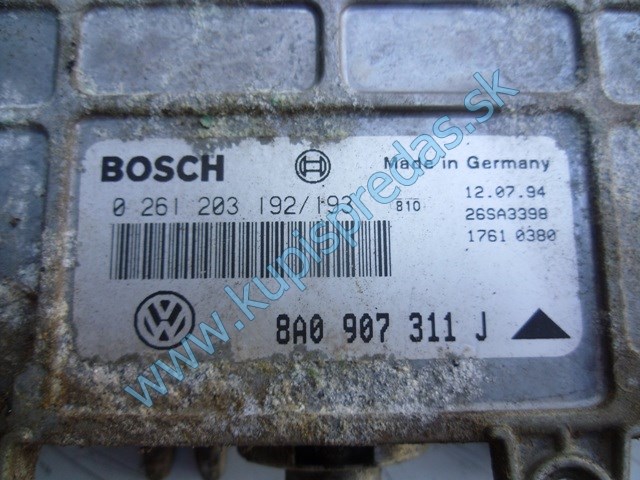 BOSCH
Made in Germany
0 261 203 192/193 B10
12.07.94
26SA3398
1761 0380
8A0 907 311 J
www.kupispredas.sk